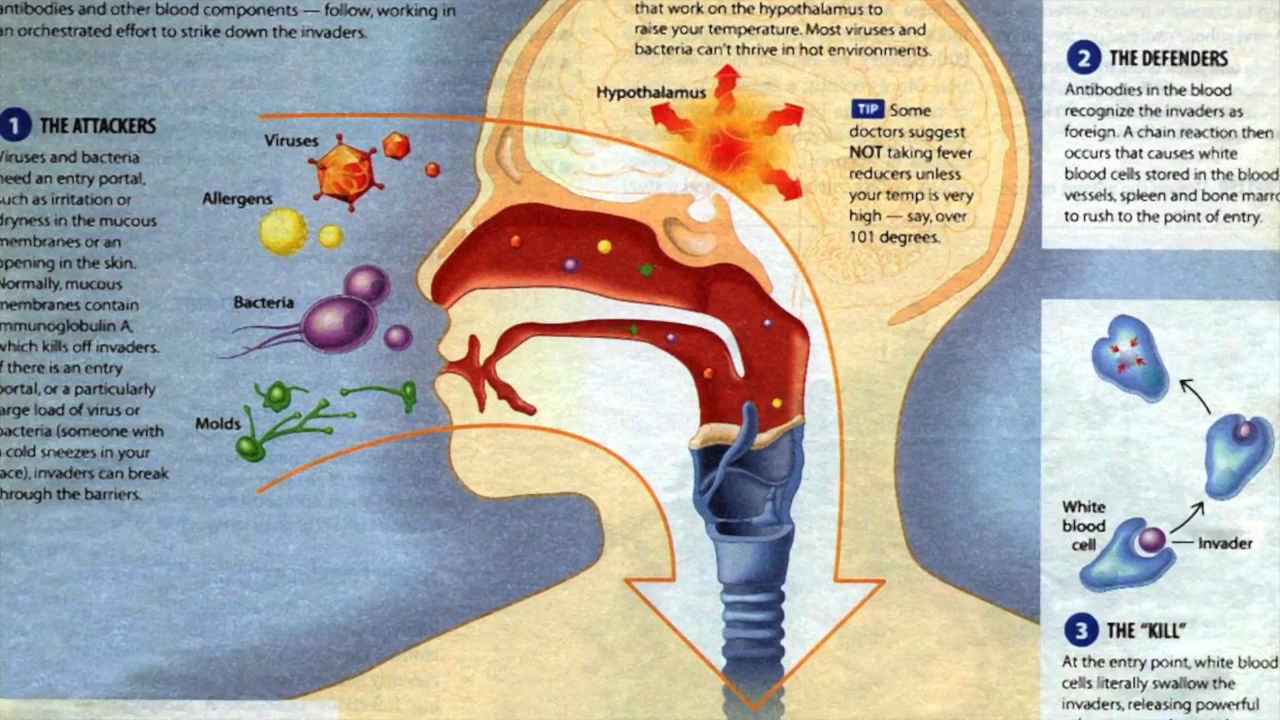 antibodies and other blood components — follow, working in
an orchestrated effort to strike down the invaders.
that work on the hypothalamus to
raise your temperature. Most viruses and
bacteria can't thrive in hot environments.
1 THE ATTACKERS
Viruses and bacteria
need an entry portal,
such as irritation or
dryness in the mucous
membranes or an
opening in the skin.
Normally, mucous
membranes contain
immunoglobulin A,
which kills off invaders.
If there is an entry
portal, or a particularly
large load of virus or
bacteria (someone with
a cold sneezes in your
face), invaders can break
through the barriers.
Viruses
Allergens
Bacteria
Molds
Hypothalamus
TIP Some
doctors suggest
NOT taking fever
reducers unless
your temp is very
high — say, over
101 degrees.
2 THE DEFENDERS
Antibodies in the blood
recognize the invaders as
foreign. A chain reaction then
occurs that causes white
blood cells stored in the blood
vessels, spleen and bone marro
to rush to the point of entry.
White
blood
cell
Invader
3 THE "KILL"
At the entry point, white blood
cells literally swallow the
invaders, releasing powerful